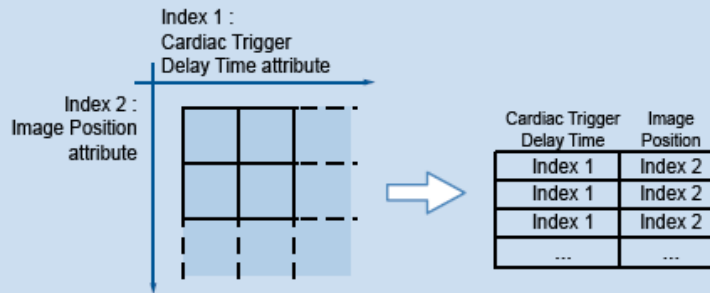 Index 1 :
Cardiac Trigger
Delay Time attribute
Index 2 :
Image Position
attribute
Cardiac Trigger Image
Delay Time Position
Index 1 Index 2
Index 1 Index 2
Index 1 Index 2
... ...